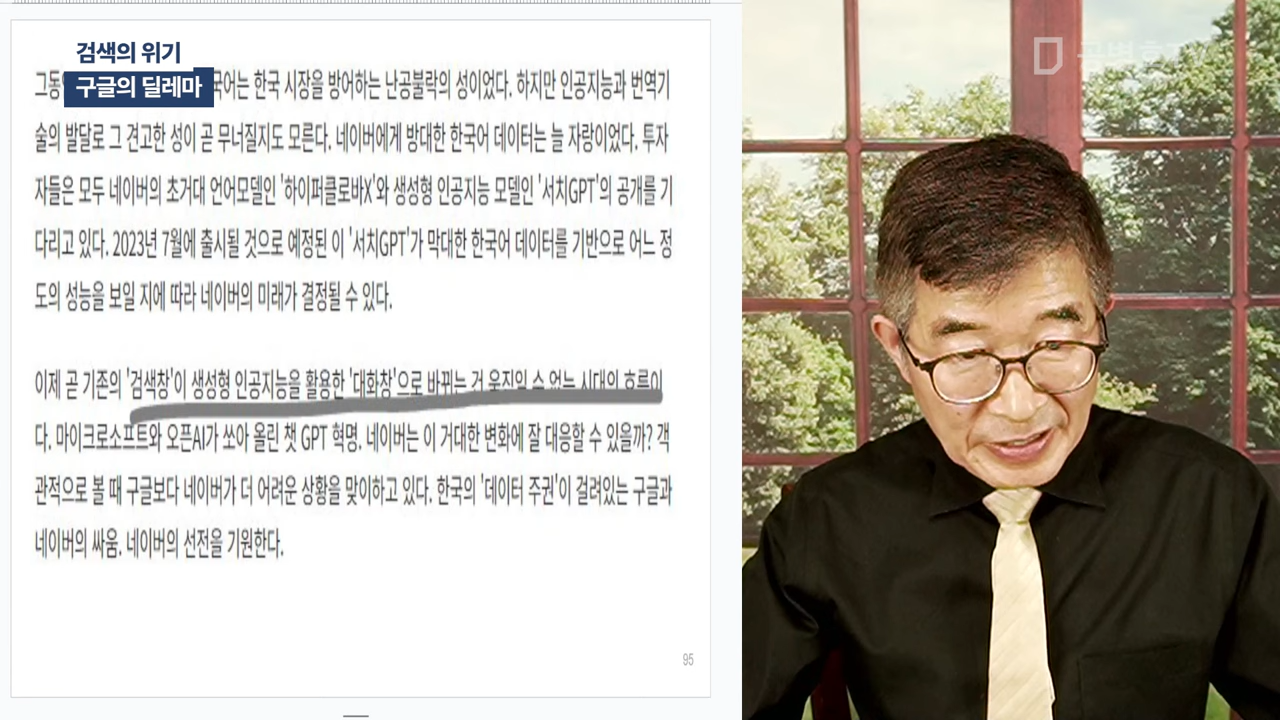 검색의 위기
구글의 딜레마
국어는 한국 시장을 방어하는 난공불락의 성이었다. 하지만 인공지능과 번역기
술의 발달로 그 견고한 성이 곧 무너질지도 모른다. 네이버에게 방대한 한국어 데이터는 늘 자랑이었다. 투자
자들은 모두 네이버의 초거대 언어모델인 '하이퍼클로바X'와 생성형 인공지능 모델인 '서치GPT'의 공개를 기
다리고 있다. 2023년 7월에 출시될 것으로 예정된 이 '서치GPT'가 막대한 한국어 데이터를 기반으로 어느 정
도의 성능을 보일 지에 따라 네이버의 미래가 결정될 수 있다.
이제 곧 기존의 '검색창'이 생성형 인공지능을 활용한 '대화창'으로 바뀌는 건 움직일 수 없는 시대의 흐름이
다. 마이크로소프트와 오픈AI가 쏘아 올린 챗 GPT 혁명. 네이버는 이 거대한 변화에 잘 대응할 수 있을까? 객
관적으로 볼 때 구글보다 네이버가 더 어려운 상황을 맞이하고 있다. 한국의 '데이터 주권'이 걸려있는 구글과
네이버의 싸움. 네이버의 선전을 기원한다.
95